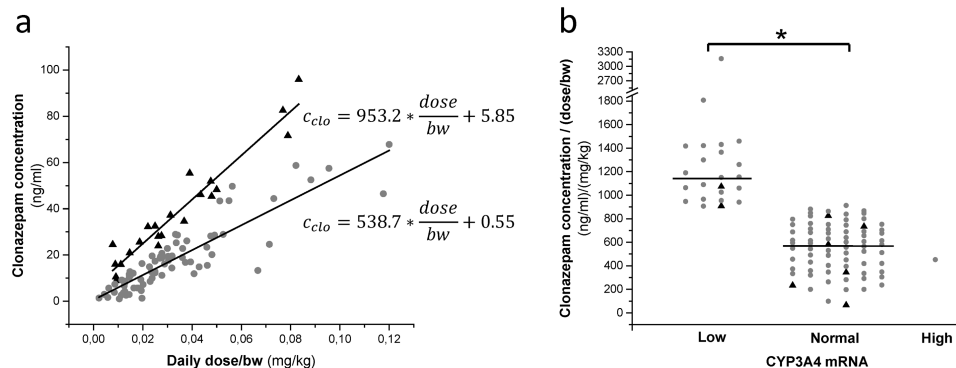 a
Clonazepam concentration
(ng/ml)
100
80
60
40
20
0
0,00 0,02 0,04 0,06 0,08 0,10 0,12
Daily dose/bw (mg/kg)
c_clo = 953.2 * dose/bw + 5.85
c_clo = 538.7 * dose/bw + 0.55
b
*
Clonazepam concentration / (dose/bw)
(ng/ml)/(mg/kg)
3300
3000
1800
1600
1400
1200
1000
800
600
400
200
0
Low Normal High
CYP3A4 mRNA